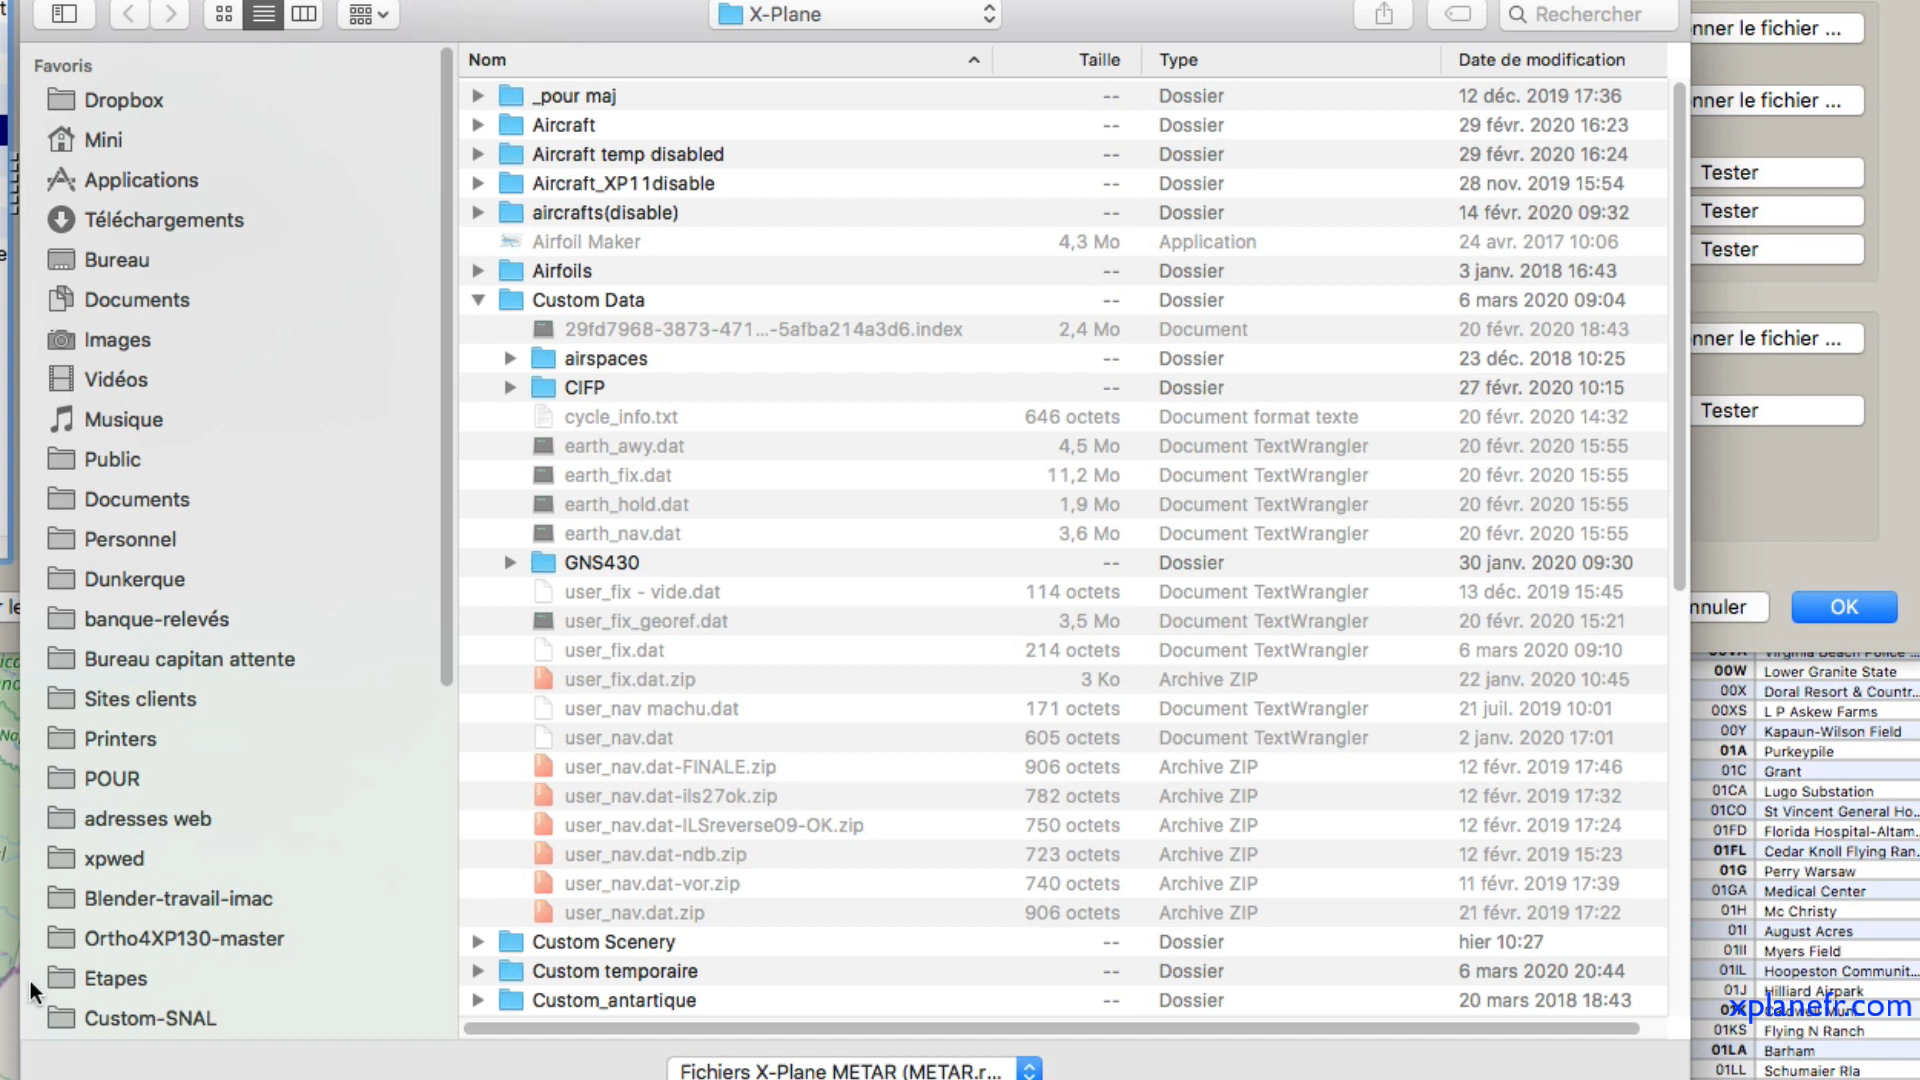 X-Plane
Rechercher
Favoris
Dropbox
Mini
Applications
Téléchargements
Bureau
Documents
Images
Vidéos
Musique
Public
Documents
Personnel
Dunkerque
banque-relevés
Bureau capitan attente
Sites clients
Printers
POUR
adresses web
xpwed
Blender-travail-imac
Ortho4XP130-master
Etapes
Custom-SNAL
Nom Taille Type Date de modification
_pour maj -- Dossier 12 déc. 2019 17:36
Aircraft -- Dossier 29 févr. 2020 16:23
Aircraft temp disabled -- Dossier 29 févr. 2020 16:24
Aircraft_XP11disable -- Dossier 28 nov. 2019 15:54
aircrafts(disable) -- Dossier 14 févr. 2020 09:32
Airfoil Maker 4,3 Mo Application 24 avr. 2017 10:06
Airfoils -- Dossier 3 janv. 2018 16:43
Custom Data -- Dossier 6 mars 2020 09:04
29fd7968-3873-471...-5afba214a3d6.index 2,4 Mo Document 20 févr. 2020 18:43
airspaces -- Dossier 23 déc. 2018 10:25
CIFP -- Dossier 27 févr. 2020 10:15
cycle_info.txt 646 octets Document format texte 20 févr. 2020 14:32
earth_awy.dat 4,5 Mo Document TextWrangler 20 févr. 2020 15:55
earth_fix.dat 11,2 Mo Document TextWrangler 20 févr. 2020 15:55
earth_hold.dat 1,9 Mo Document TextWrangler 20 févr. 2020 15:55
earth_nav.dat 3,6 Mo Document TextWrangler 20 févr. 2020 15:55
GNS430 -- Dossier 30 janv. 2020 09:30
user_fix - vide.dat 114 octets Document TextWrangler 13 déc. 2019 15:45
user_fix_georef.dat 3,5 Mo Document TextWrangler 20 févr. 2020 15:21
user_fix.dat 214 octets Document TextWrangler 6 mars 2020 09:10
user_fix.dat.zip 3 Ko Archive ZIP 22 janv. 2020 10:45
user_nav machu.dat 171 octets Document TextWrangler 21 juil. 2019 10:01
user_nav.dat 605 octets Document TextWrangler 2 janv. 2020 17:01
user_nav.dat-FINALE.zip 906 octets Archive ZIP 12 févr. 2019 17:46
user_nav.dat-ils27ok.zip 782 octets Archive ZIP 12 févr. 2019 17:32
user_nav.dat-ILSreverse09-OK.zip 750 octets Archive ZIP 12 févr. 2019 17:24
user_nav.dat-ndb.zip 723 octets Archive ZIP 12 févr. 2019 15:23
user_nav.dat-vor.zip 740 octets Archive ZIP 11 févr. 2019 17:39
user_nav.dat.zip 906 octets Archive ZIP 21 févr. 2019 17:22
Custom Scenery -- Dossier hier 10:27
Custom temporaire -- Dossier 6 mars 2020 20:44
Custom_antartique -- Dossier 20 mars 2018 18:43
Fichiers X-Plane METAR (METAR.r...
nner le fichier ...
nner le fichier ...
Tester
Tester
Tester
nner le fichier ...
Tester
nnuler OK
00W Lower Granite State
00X Doral Resort & Countr...
00XS L P Askew Farms
00Y Kapaun-Wilson Field
01A Purkeypile
01C Grant
01CA Lugo Substation
01CO St Vincent General Ho...
01FD Florida Hospital-Altam...
01FL Cedar Knoll Flying Ran...
01G Perry Warsaw
01GA Medical Center
01H Mc Christy
01I August Acres
01II Myers Field
01IL Hoopeston Communit...
01J Hilliard Airpark
xplanefr.com
01KS Flying N Ranch
01LA Barham
01LL Schumaier Rla